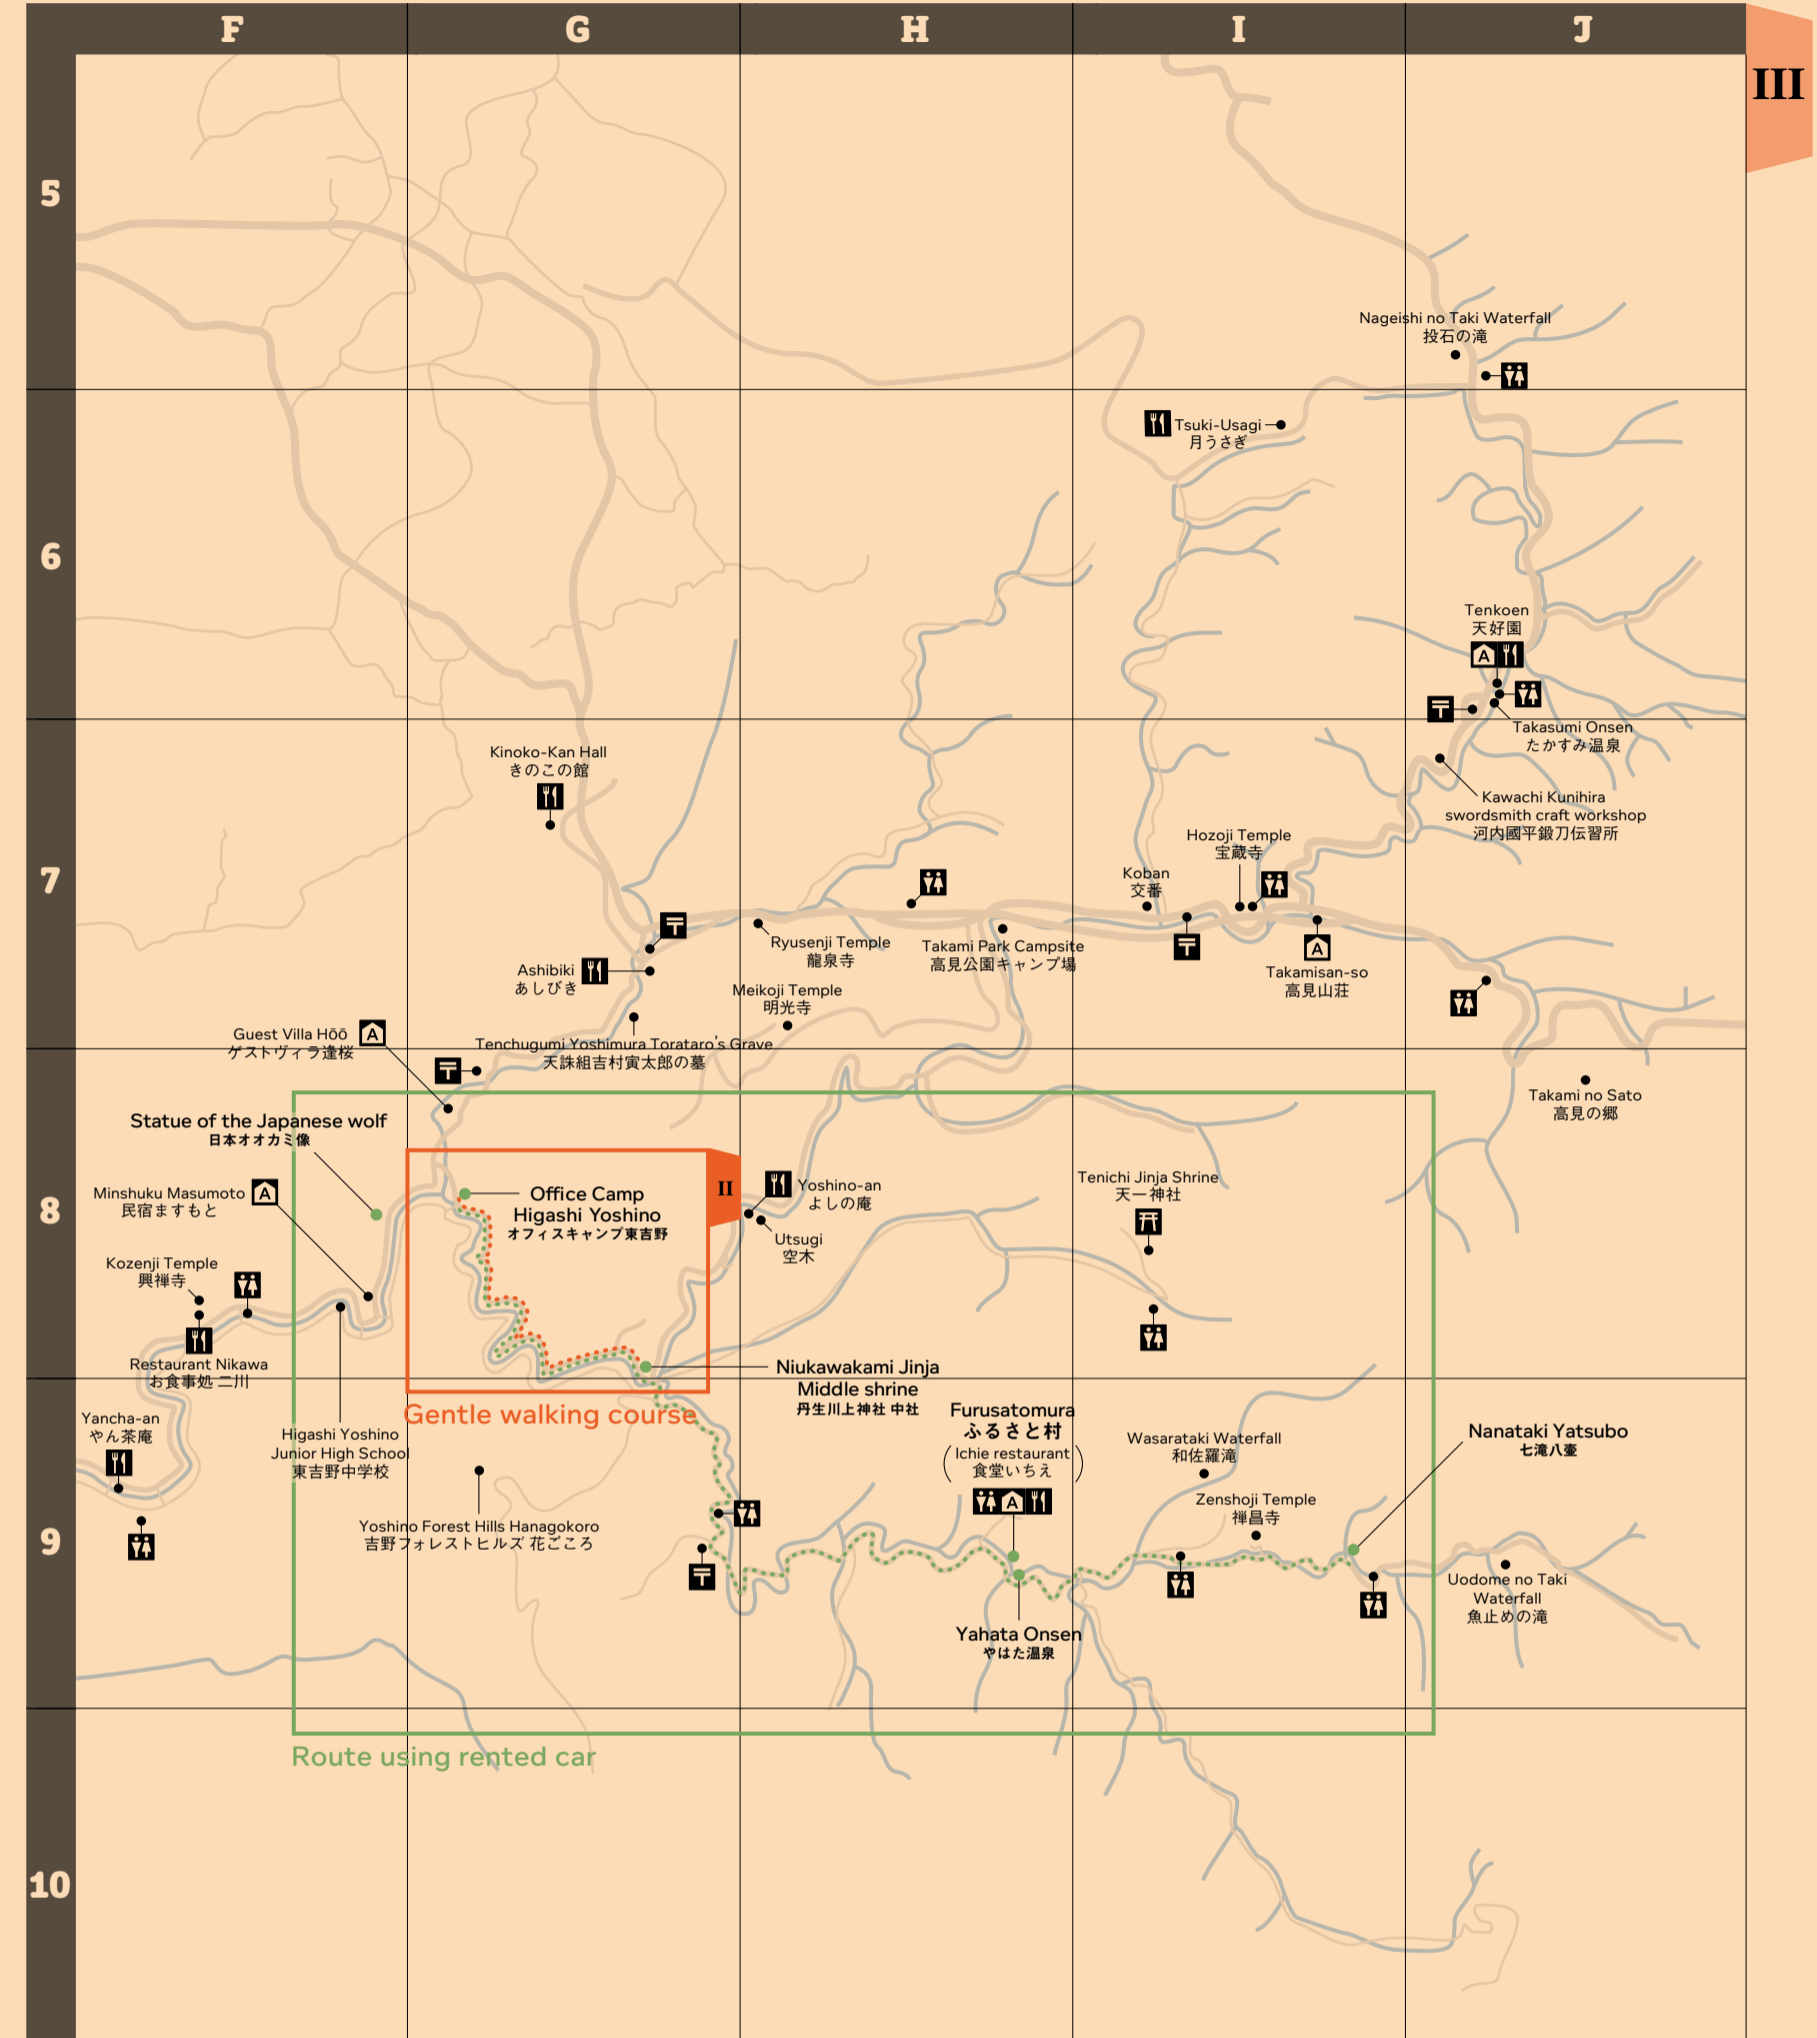 F
G
H
I
J
III
5
6
7
8
9
10
Nageishi no Taki Waterfall
投石の滝
Tsuki-Usagi
月うさぎ
Tenkoen
天好園
A
〒
Takasumi Onsen
たかすみ温泉
Kinoko-Kan Hall
きのこの館
Kawachi Kunihira
swordsmith craft workshop
河内國平鍛刀伝習所
Hozoji Temple
宝蔵寺
Koban
交番
〒
Ryusenji Temple
龍泉寺
Takami Park Campsite
高見公園キャンプ場
〒
A
Takamisan-so
高見山荘
Ashibiki
あしびき
Meikoji Temple
明光寺
Guest Villa Hōō
ゲストヴィラ逢桜
A
Tenchugumi Yoshimura Torataro's Grave
天誅組吉村寅太郎の墓
〒
Takami no Sato
高見の郷
Statue of the Japanese wolf
日本オオカミ像
Minshuku Masumoto
民宿ますもと
A
Office Camp
Higashi Yoshino
オフィスキャンプ東吉野
II
Yoshino-an
よしの庵
Utsugi
空木
Tenichi Jinja Shrine
天一神社
Kozenji Temple
興禅寺
Restaurant Nikawa
お食事処 二川
Niukawakami Jinja
Middle shrine
丹生川上神社 中社
Gentle walking course
Yancha-an
やん茶庵
Higashi Yoshino
Junior High School
東吉野中学校
Furusatomura
ふるさと村
(Ichie restaurant
食堂いちえ)
A
Wasarataki Waterfall
和佐羅滝
Nanataki Yatsubo
七滝八壷
Zenshoji Temple
禅昌寺
Yoshino Forest Hills Hanagokoro
吉野フォレストヒルズ 花ごころ
〒
Uodome no Taki
Waterfall
魚止めの滝
Yahata Onsen
やはた温泉
Route using rented car